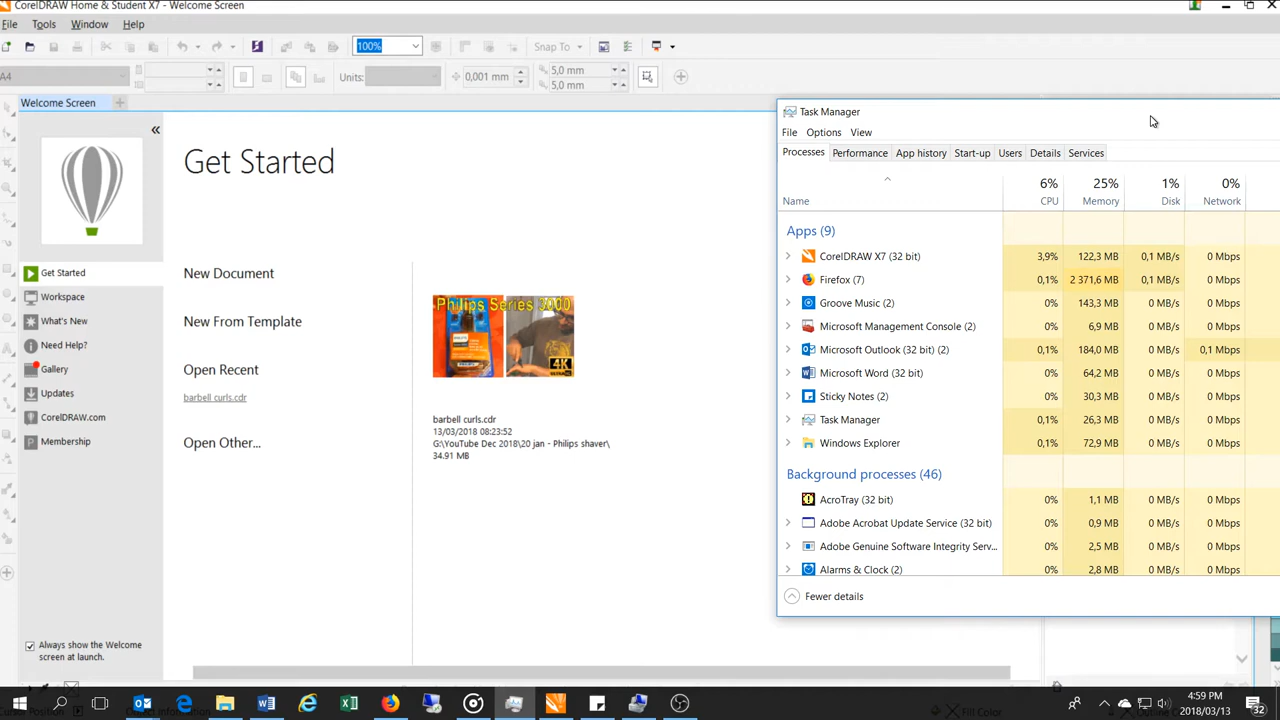 CorelDRAW Home & Student X7 - Welcome Screen
File Tools Window Help
100% Snap To
A4 Units: 0,001 mm 5,0 mm
5,0 mm
Welcome Screen
Get Started
Get Started
Workspace
What's New
Need Help?
Gallery
Updates
CorelDRAW.com
Membership
Always show the Welcome
screen at launch.
New Document
New From Template
Open Recent
barbell curls.cdr
Open Other...
Philips Series 3000
4K
barbell curls.cdr
13/03/2018 08:23:52
G:\YouTube Dec 2018\20 jan - Philips shaver\
34.91 MB
Task Manager
File Options View
Processes Performance App history Start-up Users Details Services
6% 25% 1% 0%
Name CPU Memory Disk Network
Apps (9)
CorelDRAW X7 (32 bit) 3,9% 122,3 MB 0,1 MB/s 0 Mbps
Firefox (7) 0,1% 2 371,6 MB 0,1 MB/s 0 Mbps
Groove Music (2) 0% 143,3 MB 0 MB/s 0 Mbps
Microsoft Management Console (2) 0% 6,9 MB 0 MB/s 0 Mbps
Microsoft Outlook (32 bit) (2) 0,1% 184,0 MB 0 MB/s 0,1 Mbps
Microsoft Word (32 bit) 0% 64,2 MB 0 MB/s 0 Mbps
Sticky Notes (2) 0% 30,3 MB 0 MB/s 0 Mbps
Task Manager 0,1% 26,3 MB 0 MB/s 0 Mbps
Windows Explorer 0,1% 72,9 MB 0 MB/s 0 Mbps
Background processes (46)
AcroTray (32 bit) 0% 1,1 MB 0 MB/s 0 Mbps
Adobe Acrobat Update Service (32 bit) 0% 0,9 MB 0 MB/s 0 Mbps
Adobe Genuine Software Integrity Serv... 0% 2,5 MB 0 MB/s 0 Mbps
Alarms & Clock (2) 0% 2,8 MB 0 MB/s 0 Mbps
Fewer details
4:59 PM
2018/03/13
32